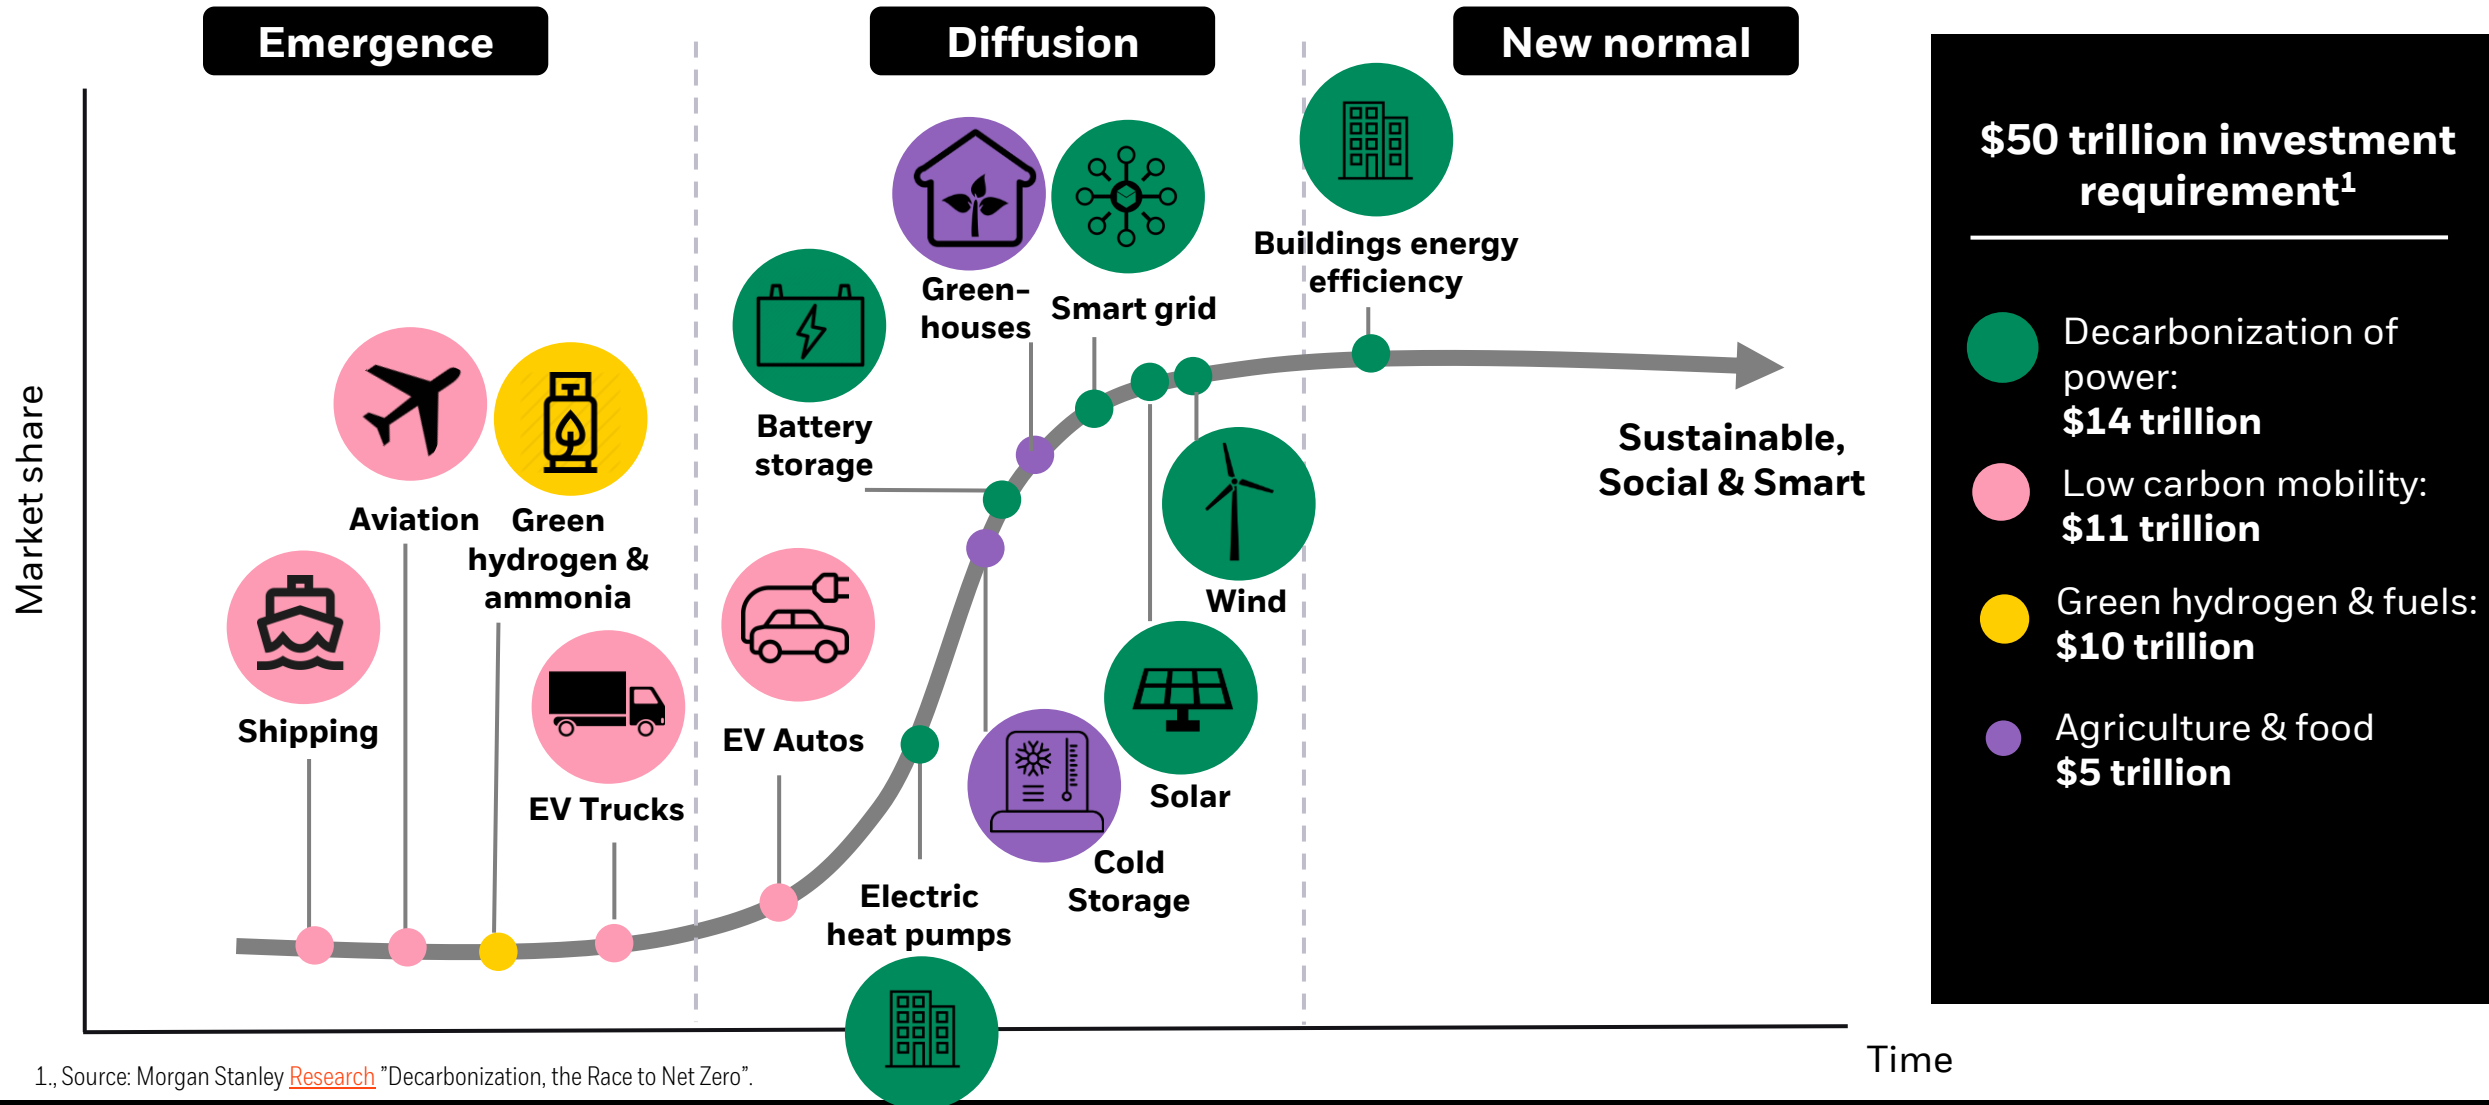 Emergence
Diffusion
New normal
Market share
Shipping
Aviation
Green
hydrogen &
ammonia
EV Trucks
Battery
storage
EV Autos
Green-
houses
Smart grid
Buildings energy
efficiency
Wind
Solar
Cold
Storage
Electric
heat pumps
Sustainable,
Social & Smart
Time
$50 trillion investment
requirement¹
Decarbonization of
power:
$14 trillion
Low carbon mobility:
$11 trillion
Green hydrogen & fuels:
$10 trillion
Agriculture & food
$5 trillion
1., Source: Morgan Stanley Research ”Decarbonization, the Race to Net Zero”.